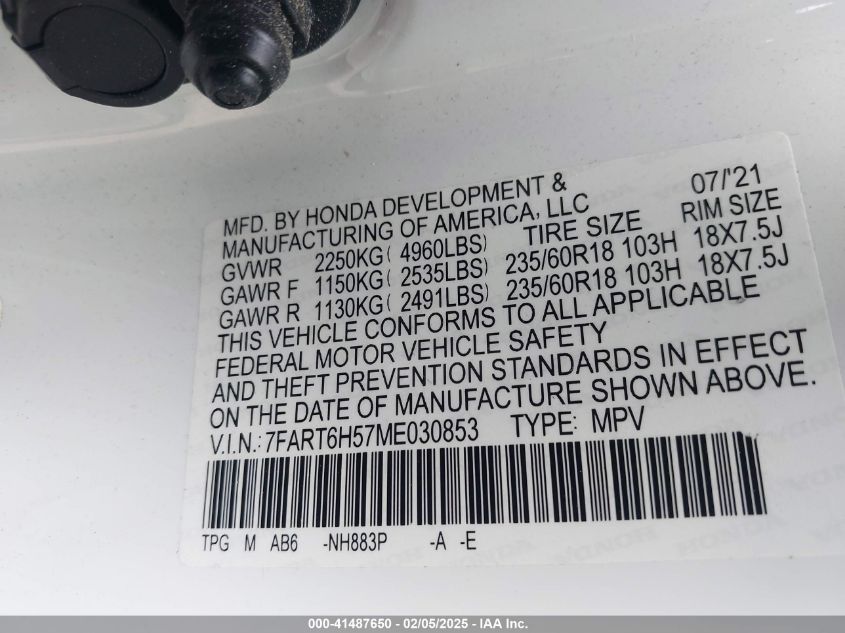 MFD. BY HONDA DEVELOPMENT & 07/'21
MANUFACTURING OF AMERICA, LLC
TIRE SIZE RIM SIZE
GVWR 2250KG( 4960LBS)
GAWR F 1150KG( 2535LBS) 235/60R18 103H 18X7.5J
GAWR R 1130KG( 2491LBS) 235/60R18 103H 18X7.5J
THIS VEHICLE CONFORMS TO ALL APPLICABLE
FEDERAL MOTOR VEHICLE SAFETY
AND THEFT PREVENTION STANDARDS IN EFFECT
ON THE DATE OF MANUFACTURE SHOWN ABOVE.
V.I.N.: 7FART6H57ME030853 TYPE: MPV
TPG M AB6 -NH883P -A -E
000-41487650 - 02/05/2025 - IAA Inc.